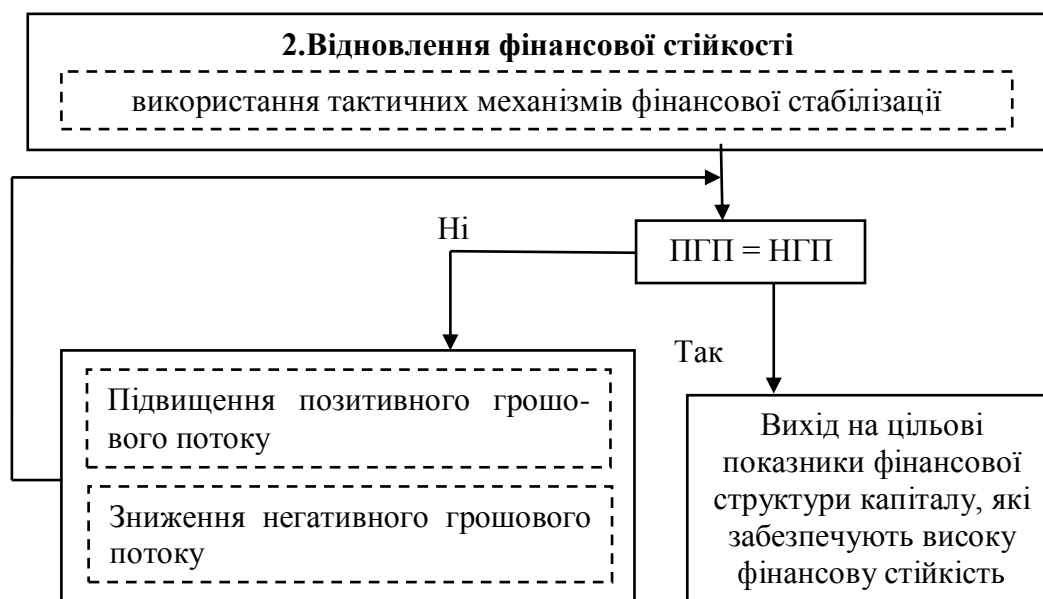 2.Відновлення фінансової стійкості
використання тактичних механізмів фінансової стабілізації
Ні
ПГП = НГП
Так
Підвищення позитивного грошо-
вого потоку
Зниження негативного грошового
потоку
Вихід на цільові
показники фінансової
структури капіталу, які
забезпечують високу
фінансову стійкість